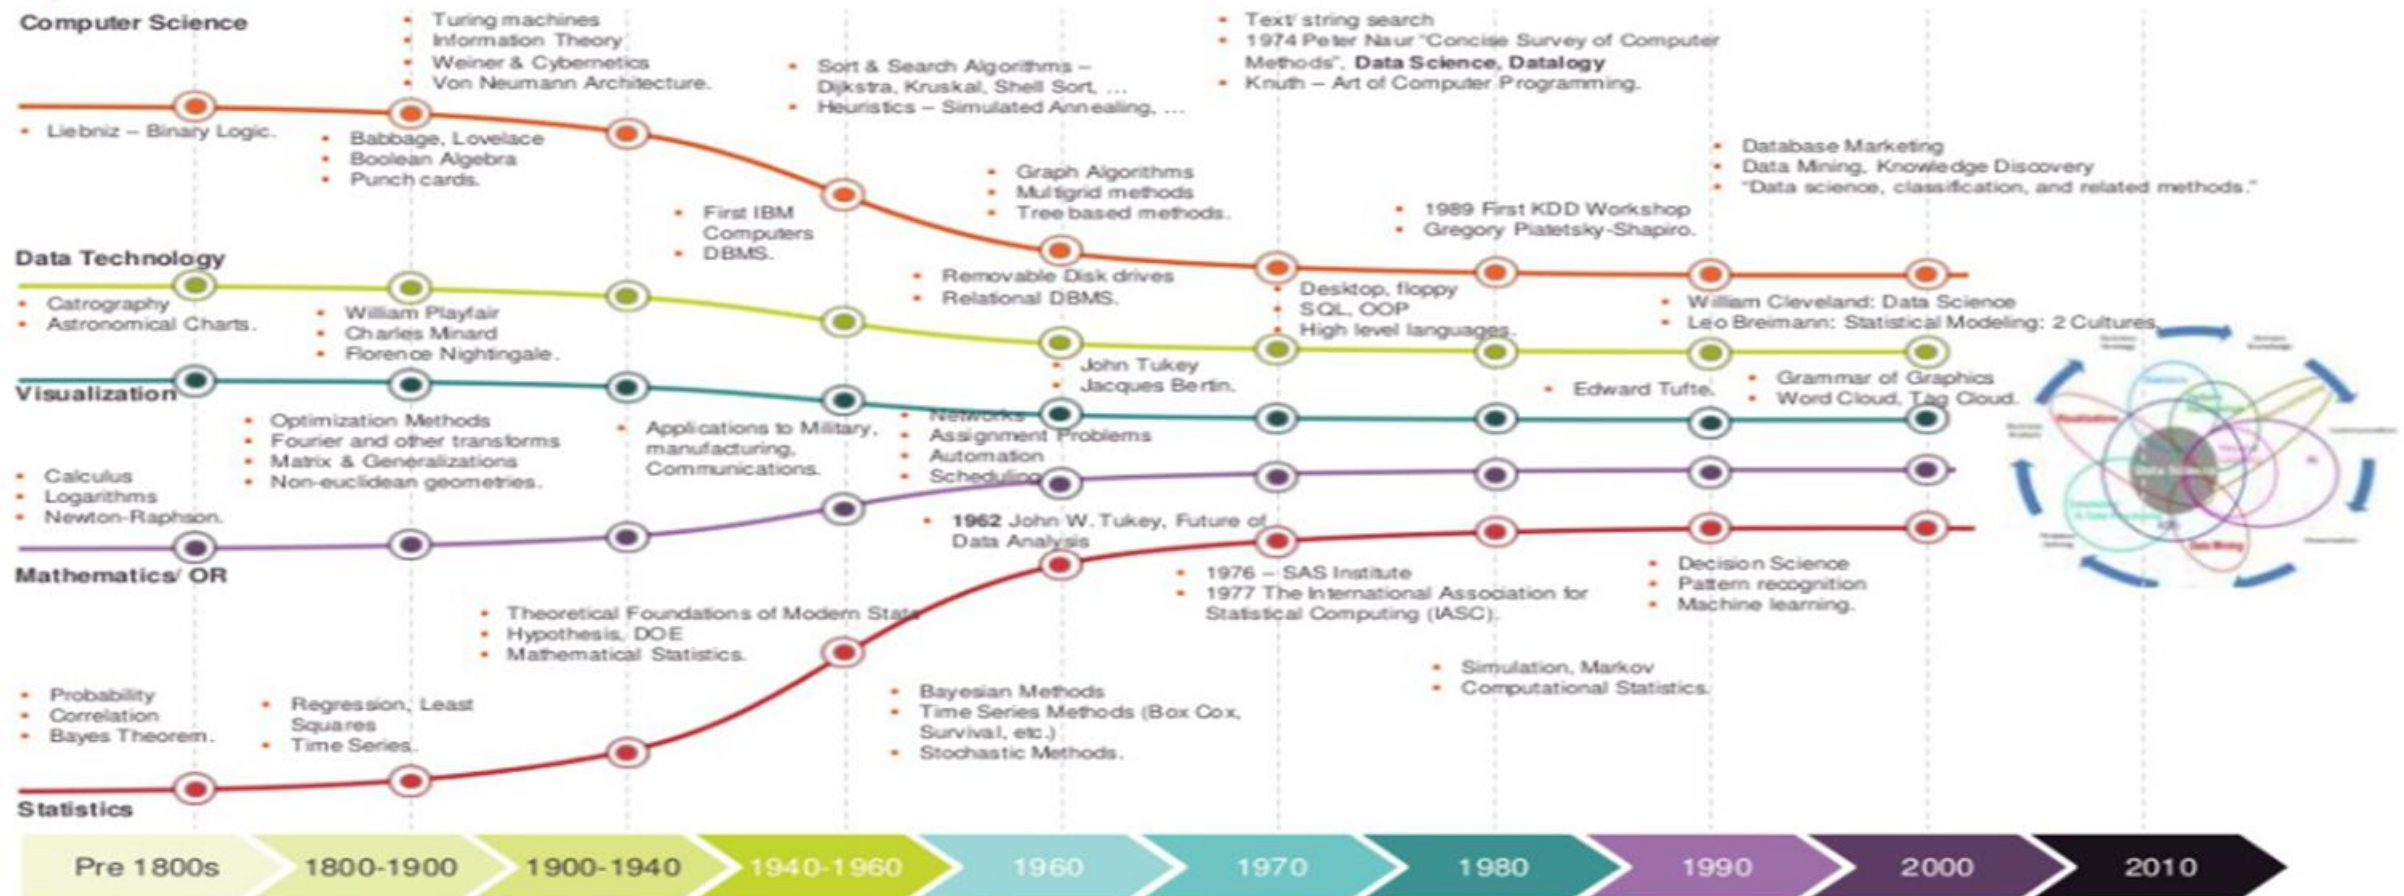 Computer Science
• Turing machines
• Information Theory
• Weiner & Cybernetics
• Von Neumann Architecture.
• Sort & Search Algorithms –
Dijkstra, Kruskal, Shell Sort, …
• Heuristics – Simulated Annealing, …
• Text/ string search
• 1974 Peter Naur “Concise Survey of Computer
Methods”, Data Science, Datalogy
• Knuth – Art of Computer Programming.
• Liebniz – Binary Logic.
• Babbage, Lovelace
• Boolean Algebra
• Punch cards.
• Graph Algorithms
• Multigrid methods
• Tree based methods.
• Database Marketing
• Data Mining, Knowledge Discovery
• “Data science, classification, and related methods.”
• First IBM
Computers
• DBMS.
• 1989 First KDD Workshop
• Gregory Piatetsky-Shapiro.
Data Technology
• Catrography
• Astronomical Charts.
• William Playfair
• Charles Minard
• Florence Nightingale.
• Removable Disk drives
• Relational DBMS.
• Desktop, floppy
• SQL, OOP
• High level languages.
• William Cleveland: Data Science
• Leo Breimann: Statistical Modeling: 2 Cultures
• John Tukey
• Jacques Bertin.
• Edward Tufte.
• Grammar of Graphics
• Word Cloud, Tag Cloud.
Visualization
• Optimization Methods
• Fourier and other transforms
• Matrix & Generalizations
• Non-euclidean geometries.
• Applications to Military,
manufacturing,
Communications.
• Networks
• Assignment Problems
• Automation
• Scheduling
• Calculus
• Logarithms
• Newton-Raphson.
• 1962 John W. Tukey, Future of
Data Analysis
Mathematics/ OR
• 1976 – SAS Institute
• 1977 The International Association for
Statistical Computing (IASC).
• Decision Science
• Pattern recognition
• Machine learning.
• Theoretical Foundations of Modern Stats
• Hypothesis, DOE
• Mathematical Statistics.
• Simulation, Markov
• Computational Statistics.
• Probability
• Correlation
• Bayes Theorem.
• Regression, Least
Squares
• Time Series.
• Bayesian Methods
• Time Series Methods (Box Cox,
Survival, etc.)
• Stochastic Methods.
Statistics
Data Science
Data Mining
Pre 1800s
1800-1900
1900-1940
1940-1960
1960
1970
1980
1990
2000
2010